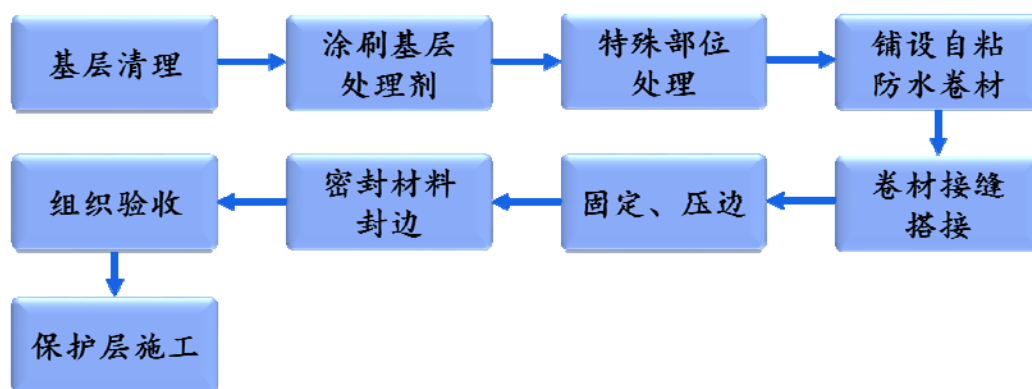 基层清理
涂刷基层
处理剂
特殊部位
处理
铺设自粘
防水卷材
卷材接缝
搭接
固定、压边
密封材料
封边
组织验收
保护层施工